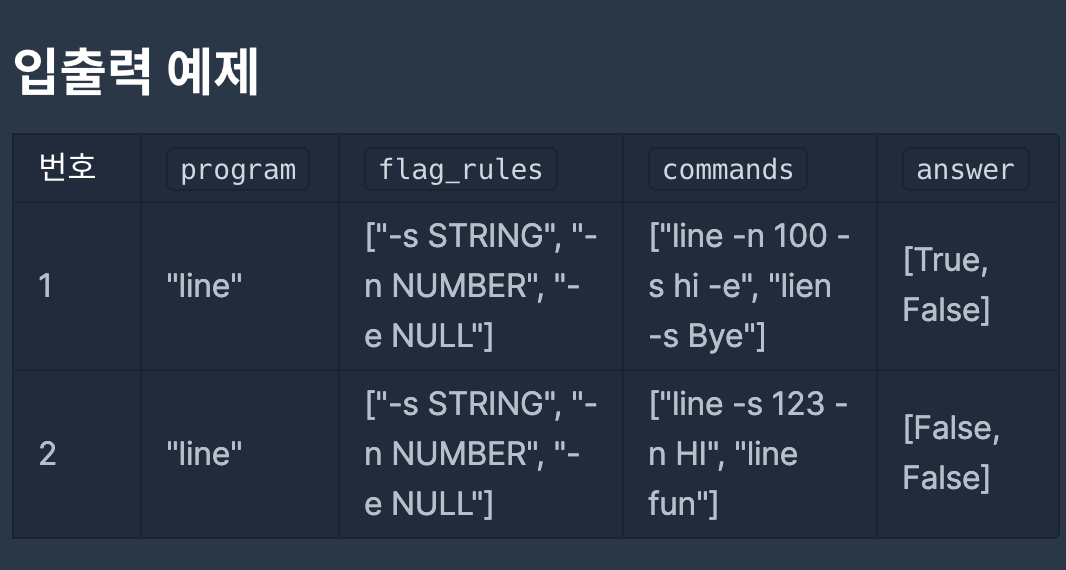 입출력 예제
번호 program flag_rules commands answer
1 "line" ["-s STRING", "-n NUMBER", "-e NULL"] ["line -n 100 -s hi -e", "lien -s Bye"] [True, False]
2 "line" ["-s STRING", "-n NUMBER", "-e NULL"] ["line -s 123 -n HI", "line fun"] [False, False]